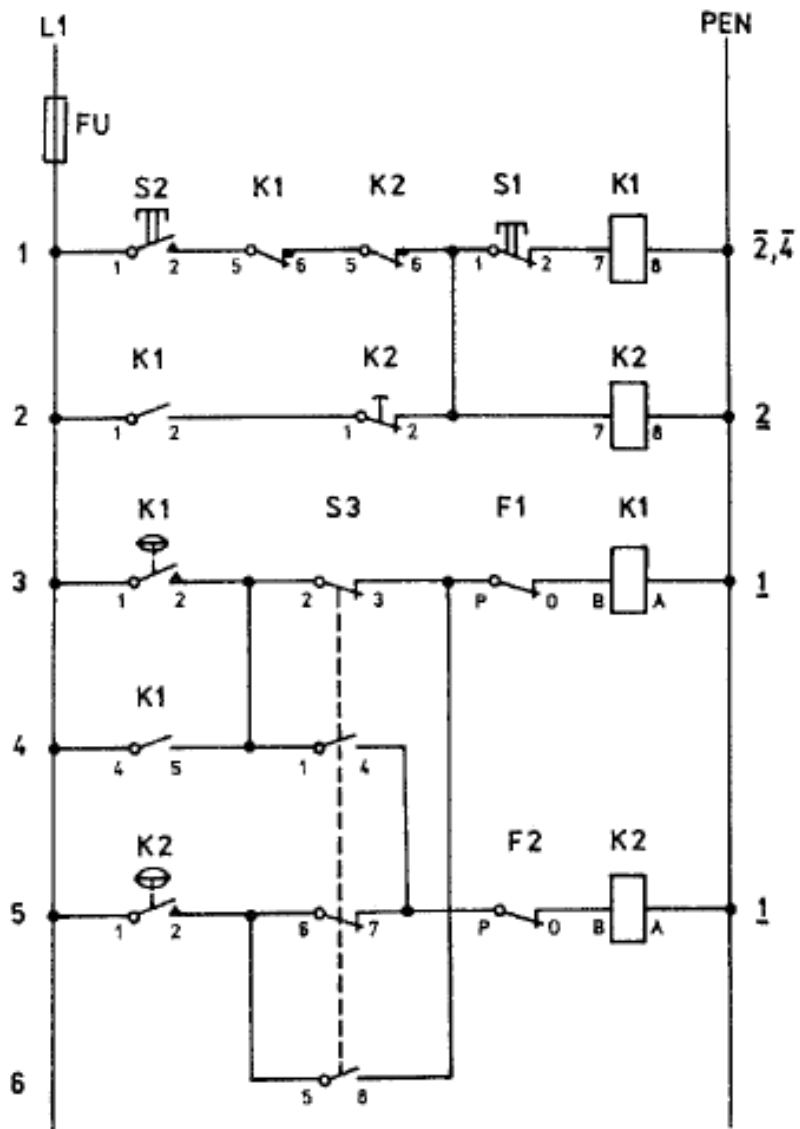 L1 PEN
FU
S2 K1 K2 S1 K1
1 2̄,4̄
1 2 5 6 5 6 1 2 7 8
K1 K2 K2
2 2
1 2 1 2 7 8
K1 S3 F1 K1
3 1
1 2 2 3 P O B A
K1
4
4 5 1 4
K2 F2 K2
5 1
1 2 6 7 P O B A
6
5 8